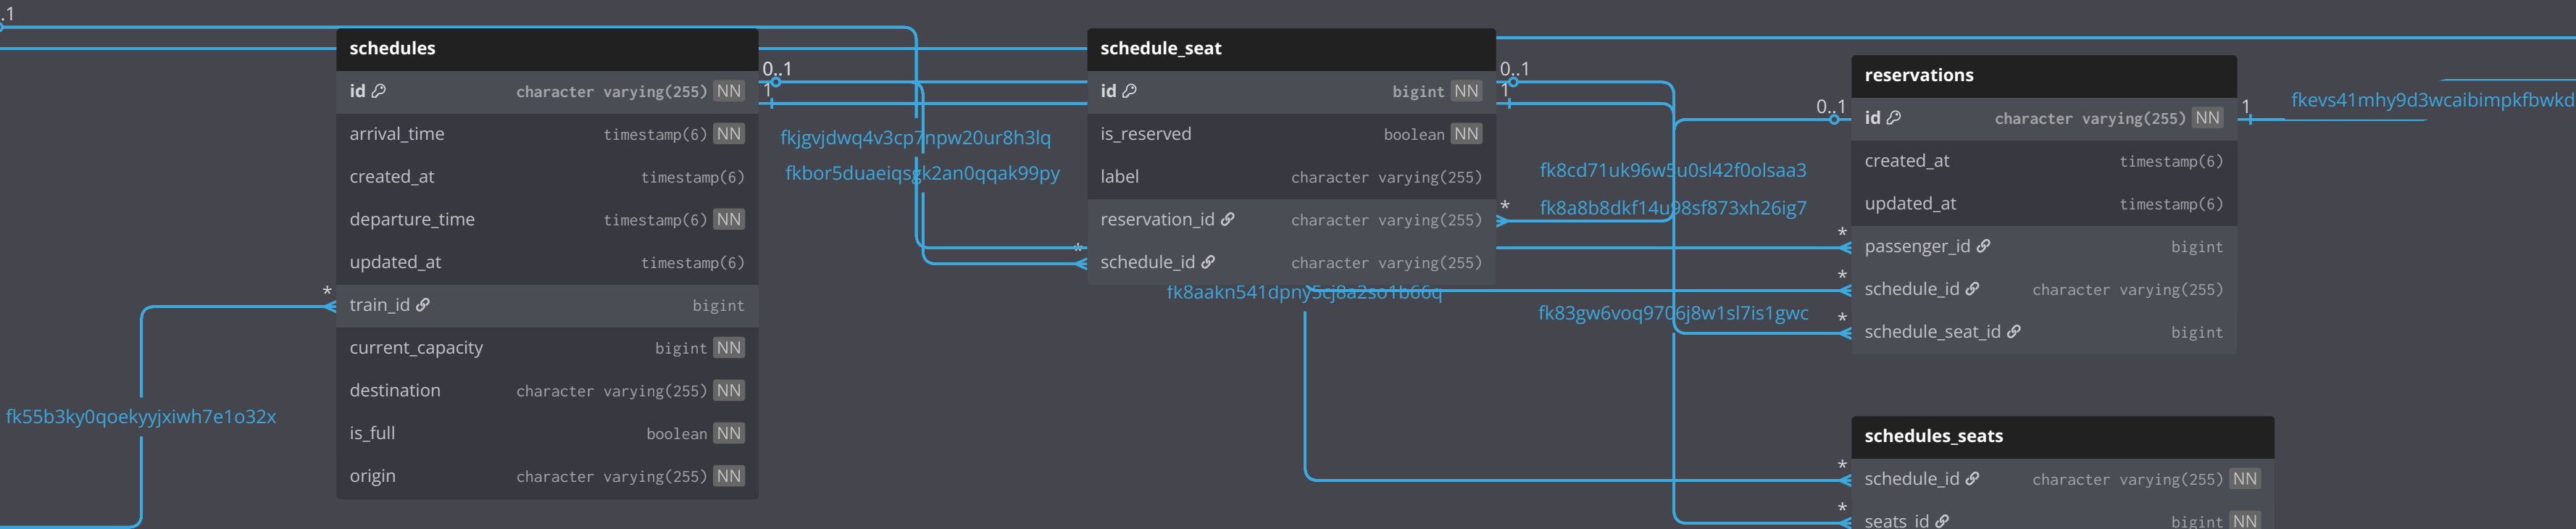 ..1
schedules
id character varying(255) NN
arrival_time timestamp(6) NN
created_at timestamp(6)
departure_time timestamp(6) NN
updated_at timestamp(6)
* train_id bigint
current_capacity bigint NN
destination character varying(255) NN
is_full boolean NN
origin character varying(255) NN
fk55b3ky0qoekyyjxiwh7e1o32x
0..1
1
fkjgvjdwq4v3cp7npw20ur8h3lq
fkbor5duaeiqsgk2an0qqak99py
schedule_seat
id bigint NN
is_reserved boolean NN
label character varying(255)
reservation_id character varying(255) *
* schedule_id character varying(255)
fk8aakn541dpny5cj8a2so1b66q
0..1
1
fk8cd71uk96w5u0sl42f0olsaa3
fk8a8b8dkf14u98sf873xh26ig7
fk83gw6voq9706j8w1sl7is1gwc
reservations
0..1 id character varying(255) NN 1
created_at timestamp(6)
updated_at timestamp(6)
* passenger_id bigint
* schedule_id character varying(255)
* schedule_seat_id bigint
fkevs41mhy9d3wcaibimpkfbwkd
schedules_seats
* schedule_id character varying(255) NN
* seats_id bigint NN